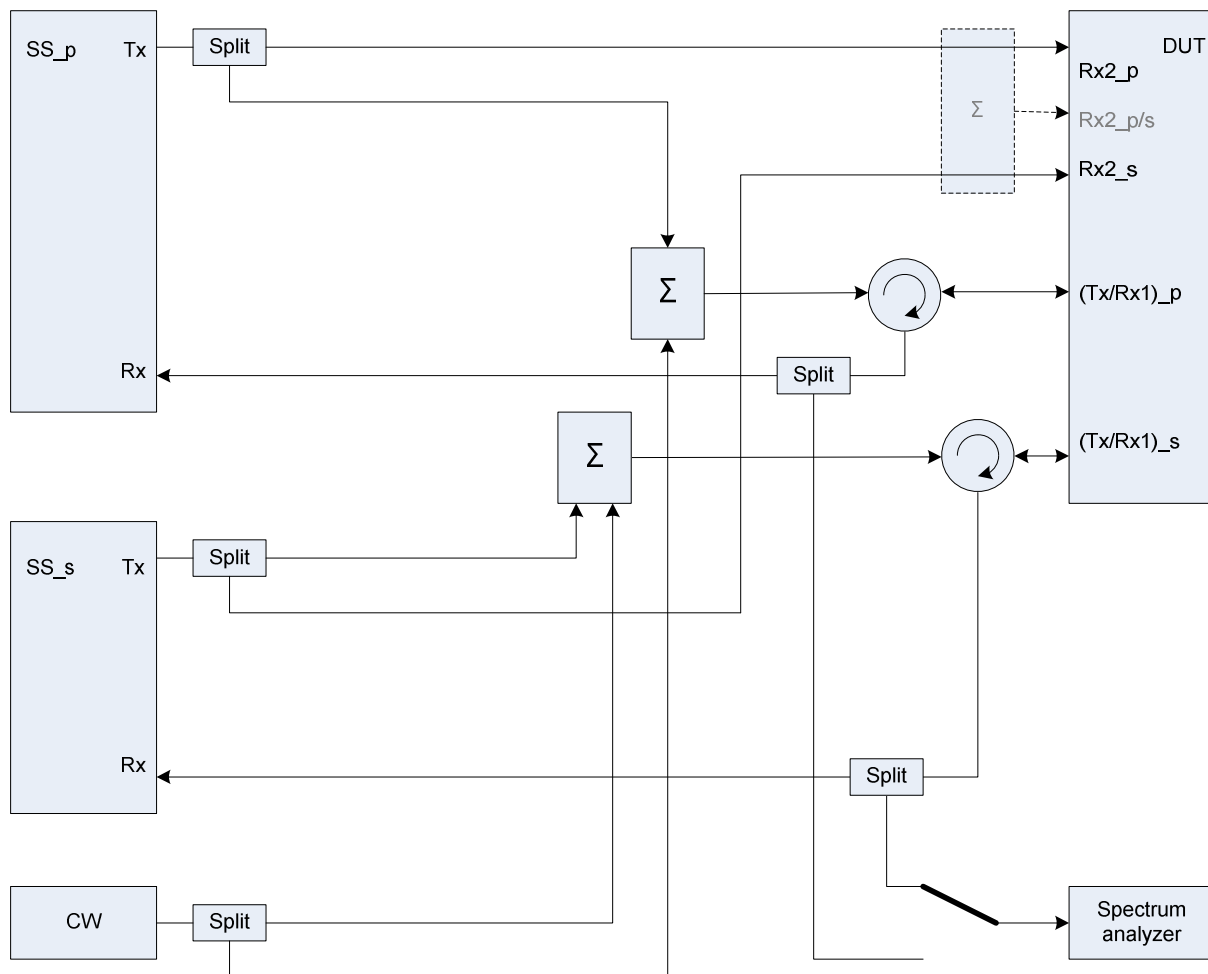 SS_p
Tx
Split
DUT
Rx2_p
Σ
Rx2_p/s
Rx2_s
Σ
(Tx/Rx1)_p
Rx
Split
Σ
(Tx/Rx1)_s
SS_s
Tx
Split
Rx
Split
CW
Split
Spectrum
analyzer